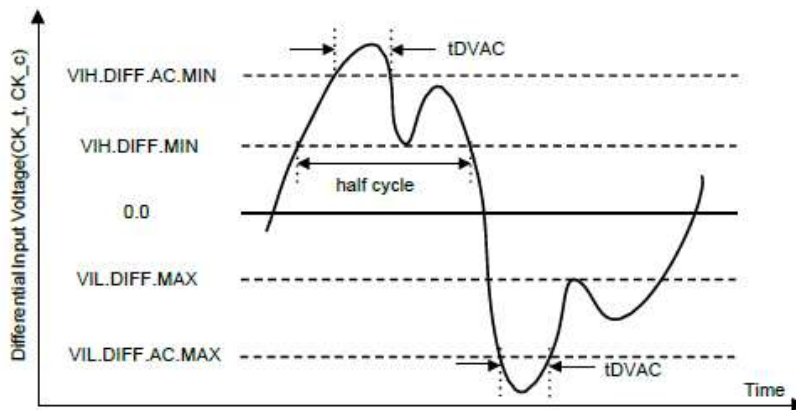 Differential Input Voltage(CK_t, CK_c)
tDVAC
VIH.DIFF.AC.MIN
VIH.DIFF.MIN
half cycle
0.0
VIL.DIFF.MAX
VIL.DIFF.AC.MAX
tDVAC
Time